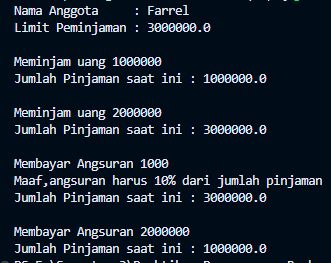 Nama Anggota     : Farrel
Limit Peminjaman : 3000000.0
Meminjam uang 1000000
Jumlah Pinjaman saat ini : 1000000.0
Meminjam uang 2000000
Jumlah Pinjaman saat ini : 3000000.0
Membayar Angsuran 1000
Maaf,angsuran harus 10% dari jumlah pinjaman
Jumlah Pinjaman saat ini : 3000000.0
Membayar Angsuran 2000000
Jumlah Pinjaman saat ini : 1000000.0